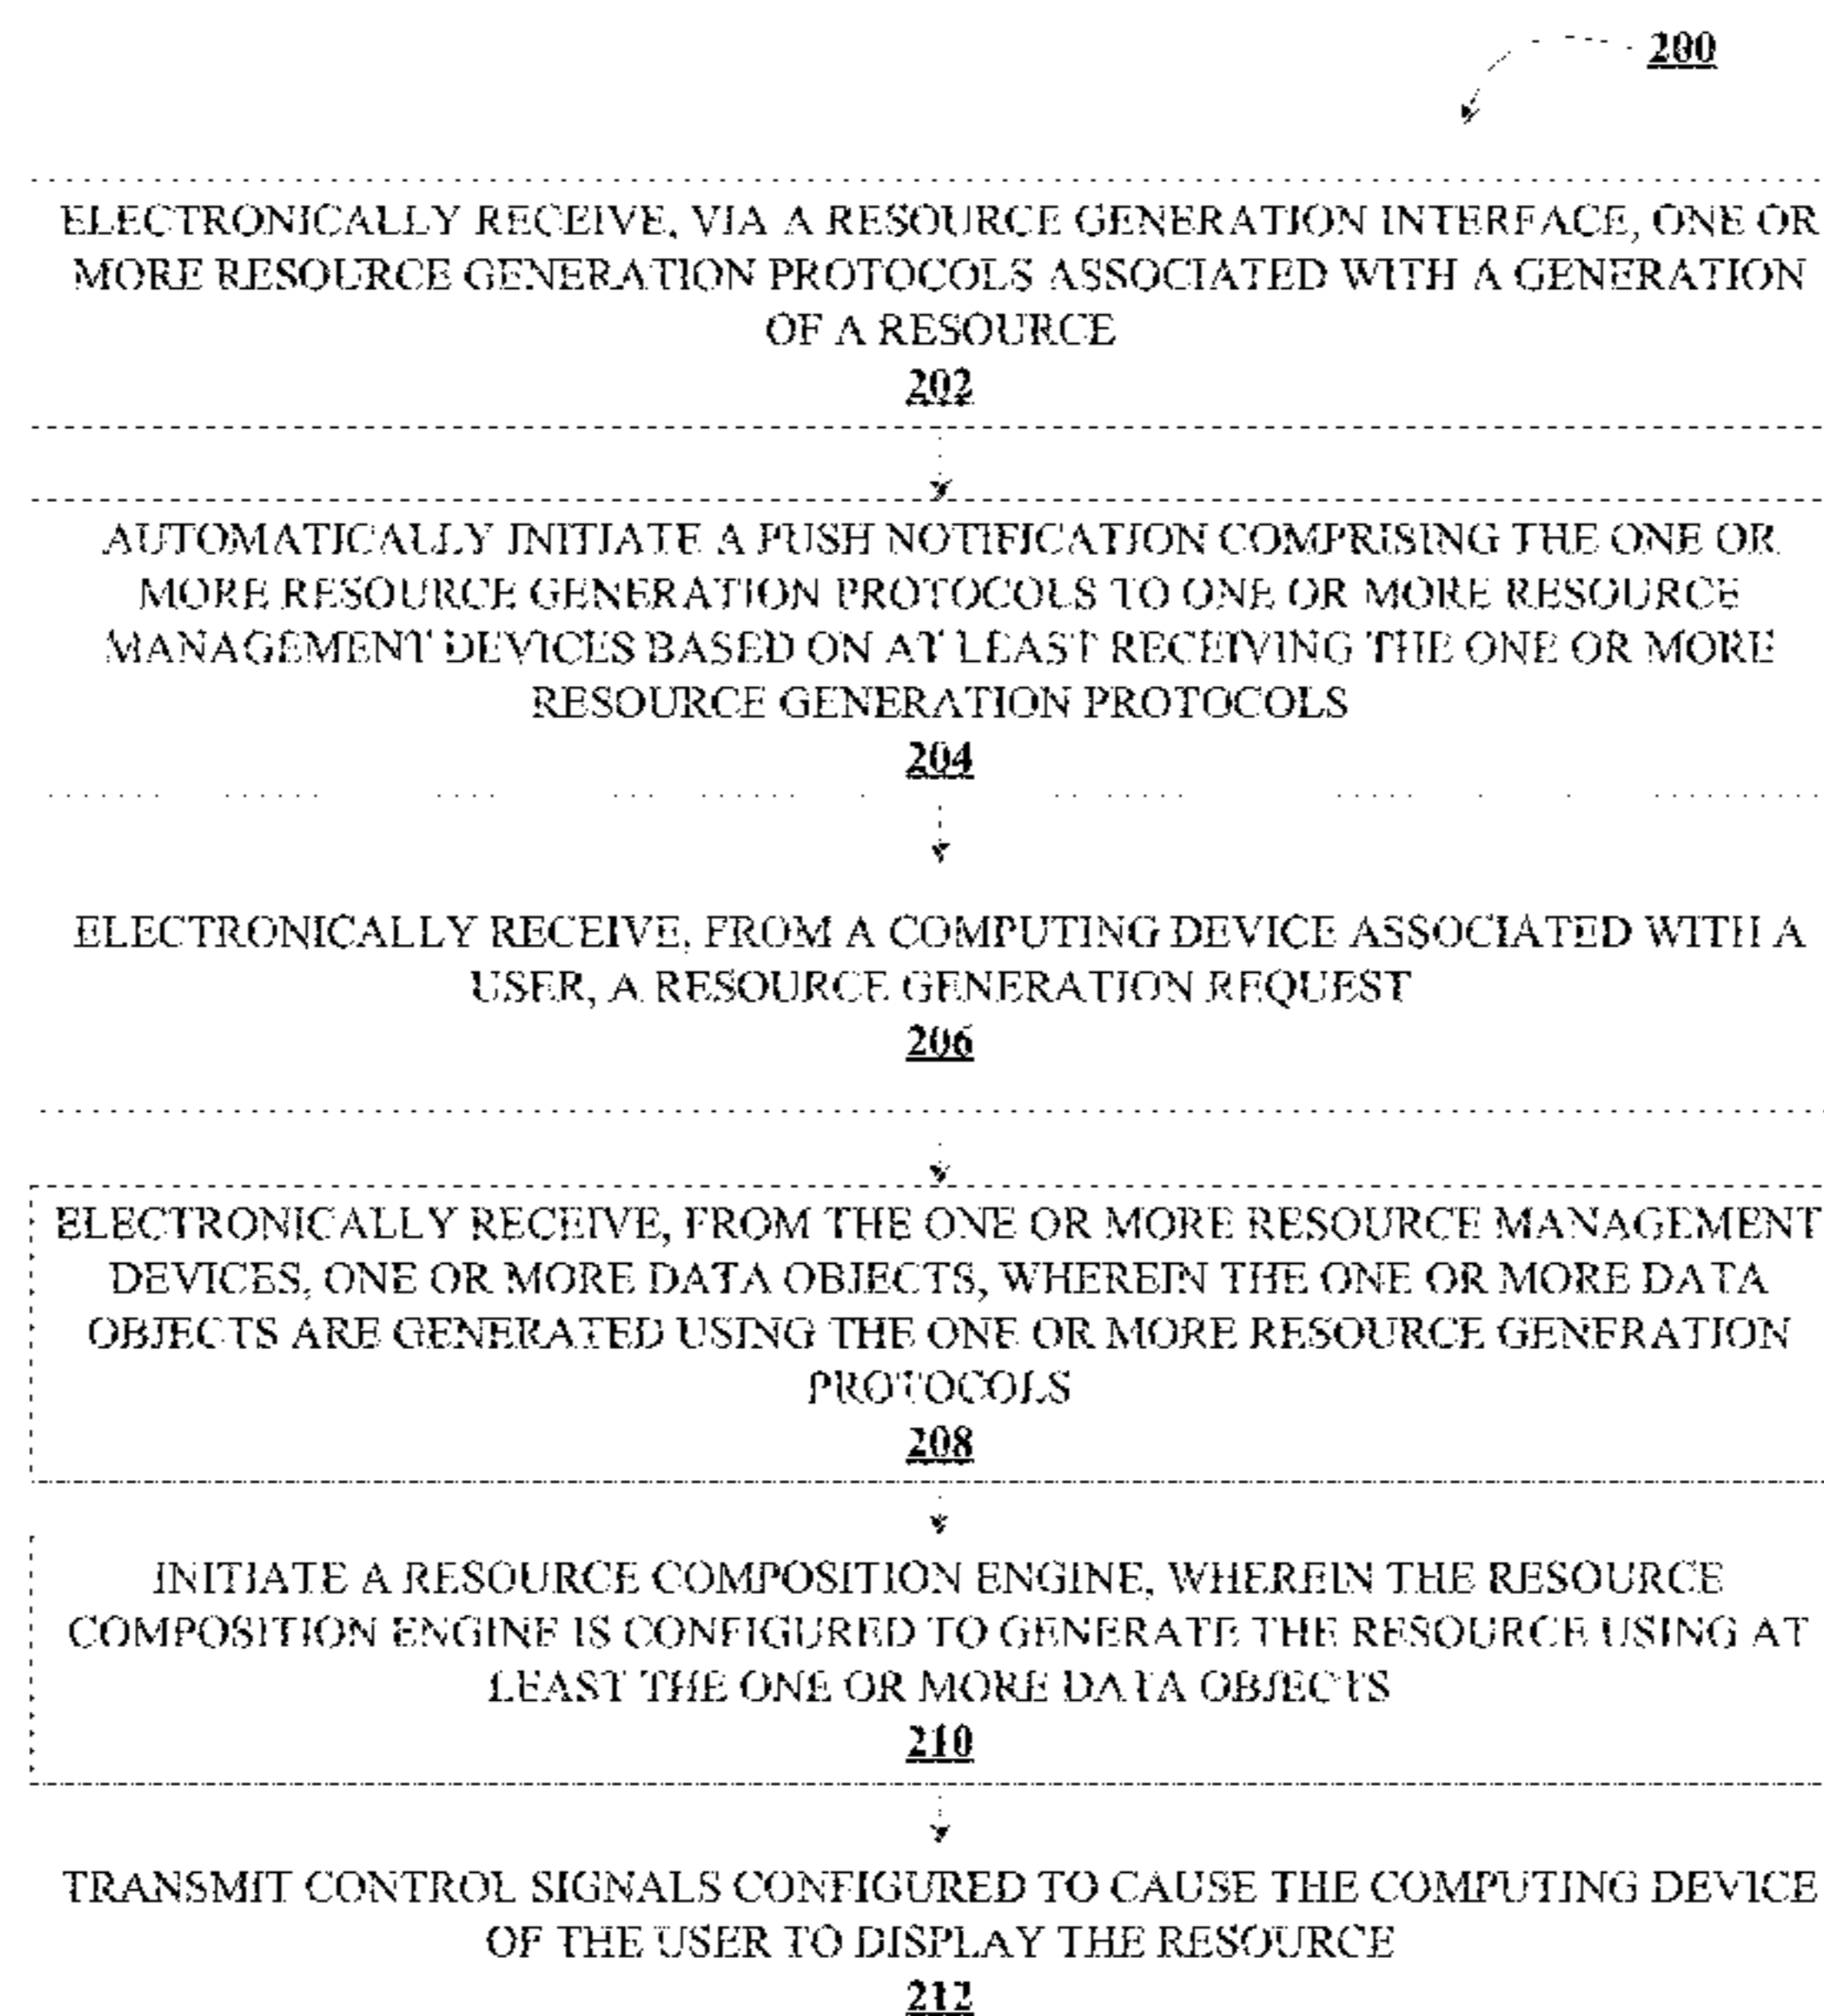 200
ELECTRONICALLY RECEIVE, VIA A RESOURCE GENERATION INTERFACE, ONE OR
MORE RESOURCE GENERATION PROTOCOLS ASSOCIATED WITH A GENERATION
OF A RESOURCE
202
AUTOMATICALLY INITIATE A PUSH NOTIFICATION COMPRISING THE ONE OR
MORE RESOURCE GENERATION PROTOCOLS TO ONE OR MORE RESOURCE
MANAGEMENT DEVICES BASED ON AT LEAST RECEIVING THE ONE OR MORE
RESOURCE GENERATION PROTOCOLS
204
ELECTRONICALLY RECEIVE, FROM A COMPUTING DEVICE ASSOCIATED WITH A
USER, A RESOURCE GENERATION REQUEST
206
ELECTRONICALLY RECEIVE, FROM THE ONE OR MORE RESOURCE MANAGEMENT
DEVICES, ONE OR MORE DATA OBJECTS, WHEREIN THE ONE OR MORE DATA
OBJECTS ARE GENERATED USING THE ONE OR MORE RESOURCE GENERATION
PROTOCOLS
208
INITIATE A RESOURCE COMPOSITION ENGINE, WHEREIN THE RESOURCE
COMPOSITION ENGINE IS CONFIGURED TO GENERATE THE RESOURCE USING AT
LEAST THE ONE OR MORE DATA OBJECTS
210
TRANSMIT CONTROL SIGNALS CONFIGURED TO CAUSE THE COMPUTING DEVICE
OF THE USER TO DISPLAY THE RESOURCE
212